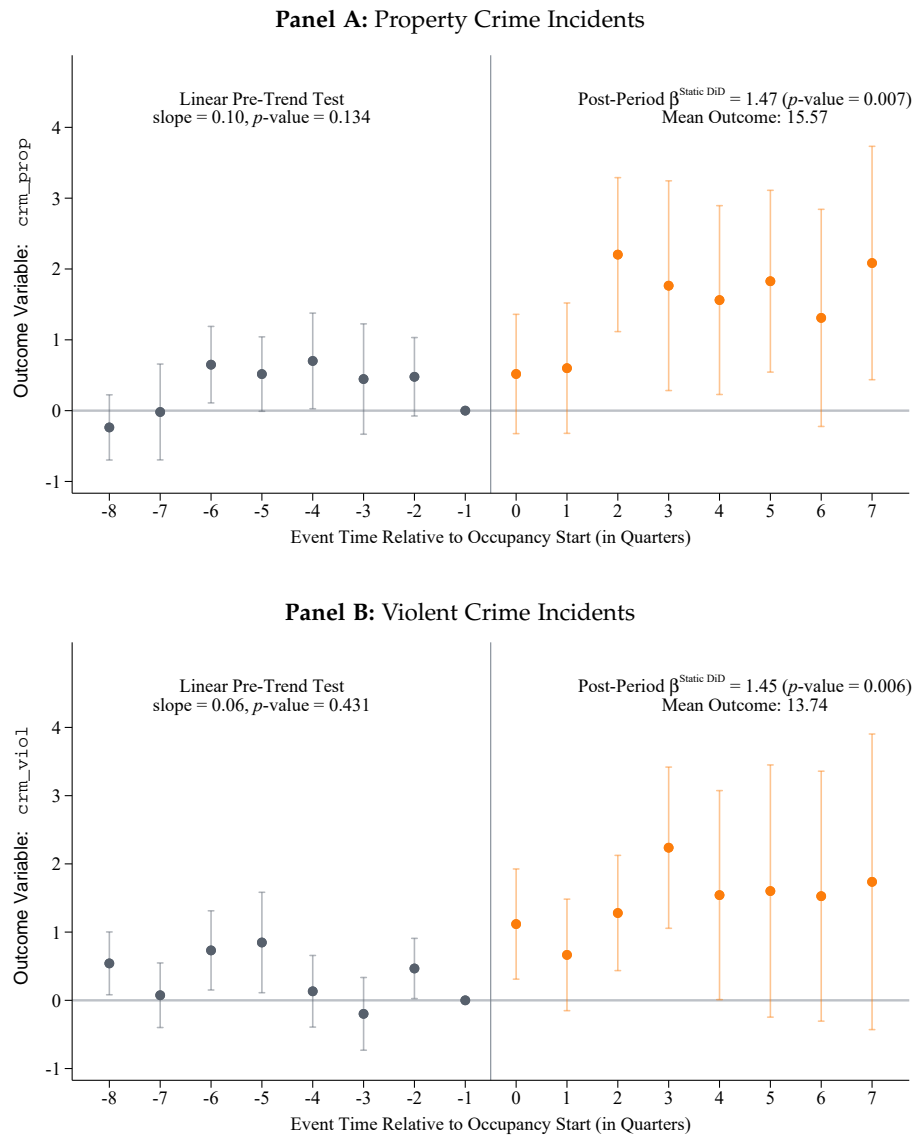 Panel A: Property Crime Incidents
Linear Pre-Trend Test
slope = 0.10, p-value = 0.134
Post-Period β^Static DiD = 1.47 (p-value = 0.007)
Mean Outcome: 15.57
Outcome Variable: crm_prop
4
3
2
1
0
-1
-8 -7 -6 -5 -4 -3 -2 -1 0 1 2 3 4 5 6 7
Event Time Relative to Occupancy Start (in Quarters)
Panel B: Violent Crime Incidents
Linear Pre-Trend Test
slope = 0.06, p-value = 0.431
Post-Period β^Static DiD = 1.45 (p-value = 0.006)
Mean Outcome: 13.74
Outcome Variable: crm_viol
4
3
2
1
0
-1
-8 -7 -6 -5 -4 -3 -2 -1 0 1 2 3 4 5 6 7
Event Time Relative to Occupancy Start (in Quarters)